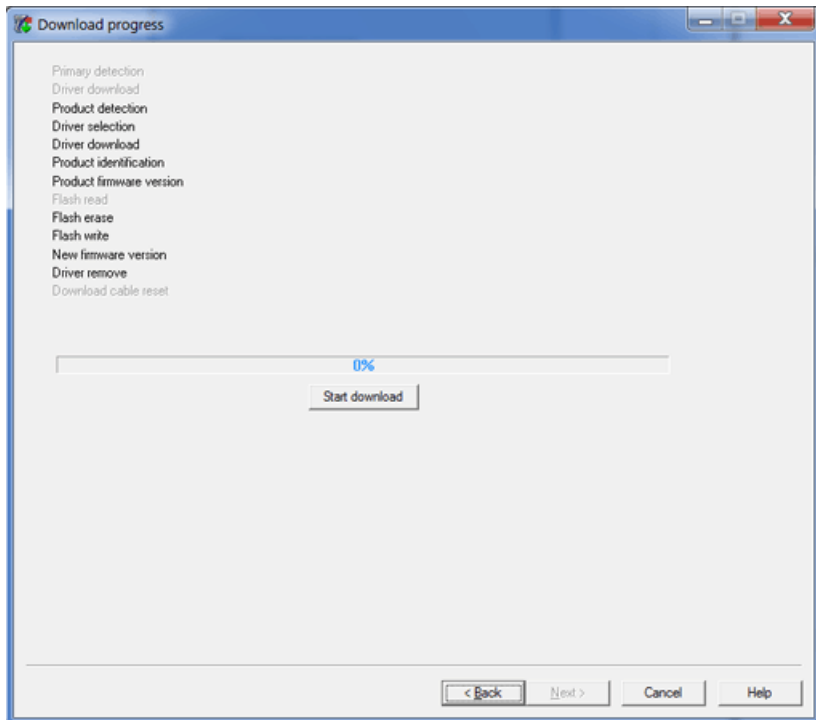 Download progress
Primary detection
Driver download
Product detection
Driver selection
Driver download
Product identification
Product firmware version
Flash read
Flash erase
Flash write
New firmware version
Driver remove
Download cable reset
0%
Start download
< Back Next > Cancel Help